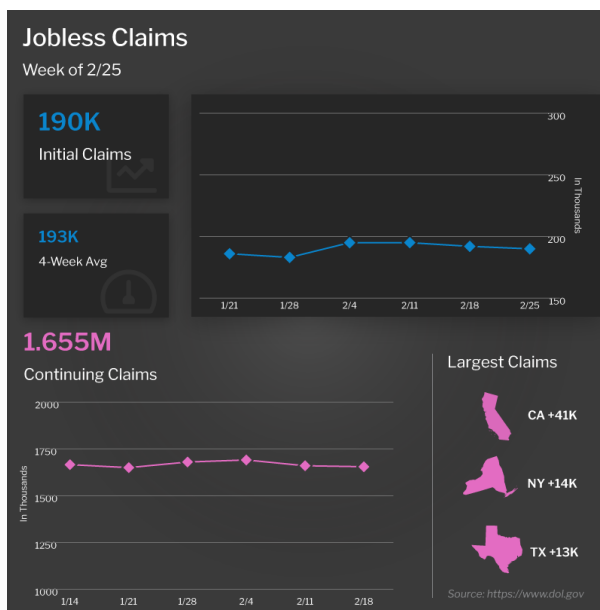 Jobless Claims
Week of 2/25
190K
Initial Claims
193K
4-Week Avg
300
250
200
150
In Thousands
1/21 1/28 2/4 2/11 2/18 2/25
1.655M
Continuing Claims
2000
1750
1500
1250
1000
In Thousands
1/14 1/21 1/28 2/4 2/11 2/18
Largest Claims
CA +41K
NY +14K
TX +13K
Source: https://www.dol.gov